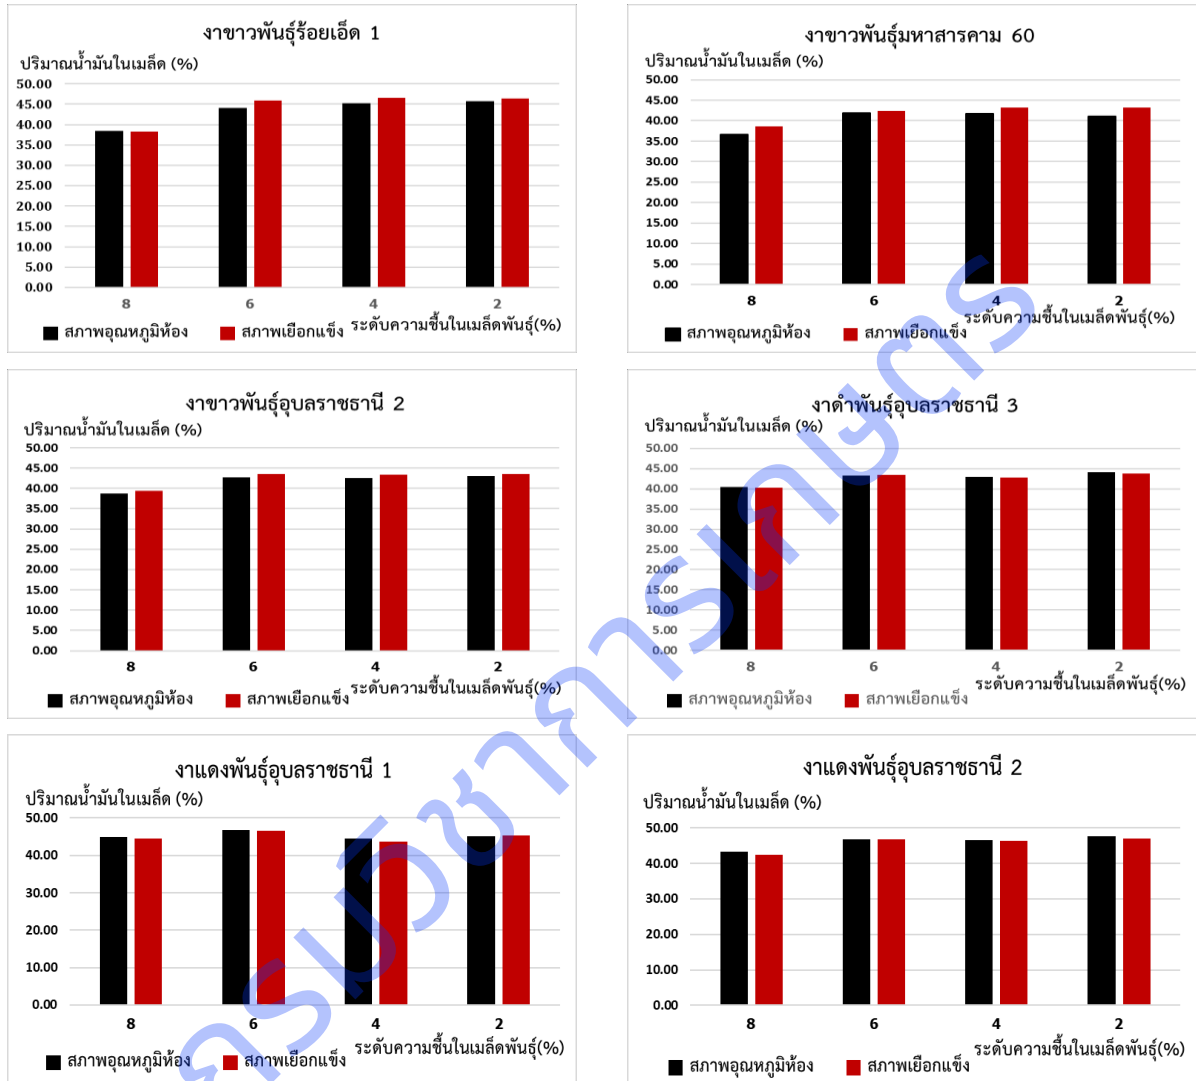 งาขาวพันธุ์ร้อยเอ็ด 1
ปริมาณน้ำมันในเมล็ด (%)
50.00
45.00
40.00
35.00
30.00
25.00
20.00
15.00
10.00
5.00
0.00
8 6 4 2
ระดับความชื้นในเมล็ดพันธุ์(%)
สภาพอุณหภูมิห้อง สภาพเยือกแข็ง
งาขาวพันธุ์มหาสารคาม 60
ปริมาณน้ำมันในเมล็ด (%)
50.00
45.00
40.00
35.00
30.00
25.00
20.00
15.00
10.00
5.00
0.00
8 6 4 2
ระดับความชื้นในเมล็ดพันธุ์(%)
สภาพอุณหภูมิห้อง สภาพเยือกแข็ง
งาขาวพันธุ์อุบลราชธานี 2
ปริมาณน้ำมันในเมล็ด (%)
50.00
45.00
40.00
35.00
30.00
25.00
20.00
15.00
10.00
5.00
0.00
8 6 4 2
ระดับความชื้นในเมล็ดพันธุ์(%)
สภาพอุณหภูมิห้อง สภาพเยือกแข็ง
งาดำพันธุ์อุบลราชธานี 3
ปริมาณน้ำมันในเมล็ด (%)
50.00
45.00
40.00
35.00
30.00
25.00
20.00
15.00
10.00
5.00
0.00
8 6 4 2
ระดับความชื้นในเมล็ดพันธุ์(%)
สภาพอุณหภูมิห้อง สภาพเยือกแข็ง
งาแดงพันธุ์อุบลราชธานี 1
ปริมาณน้ำมันในเมล็ด (%)
50.00
40.00
30.00
20.00
10.00
0.00
8 6 4 2
ระดับความชื้นในเมล็ดพันธุ์(%)
สภาพอุณหภูมิห้อง สภาพเยือกแข็ง
งาแดงพันธุ์อุบลราชธานี 2
ปริมาณน้ำมันในเมล็ด (%)
50.00
40.00
30.00
20.00
10.00
0.00
8 6 4 2
ระดับความชื้นในเมล็ดพันธุ์(%)
สภาพอุณหภูมิห้อง สภาพเยือกแข็ง
กรมวิชาการเกษตร